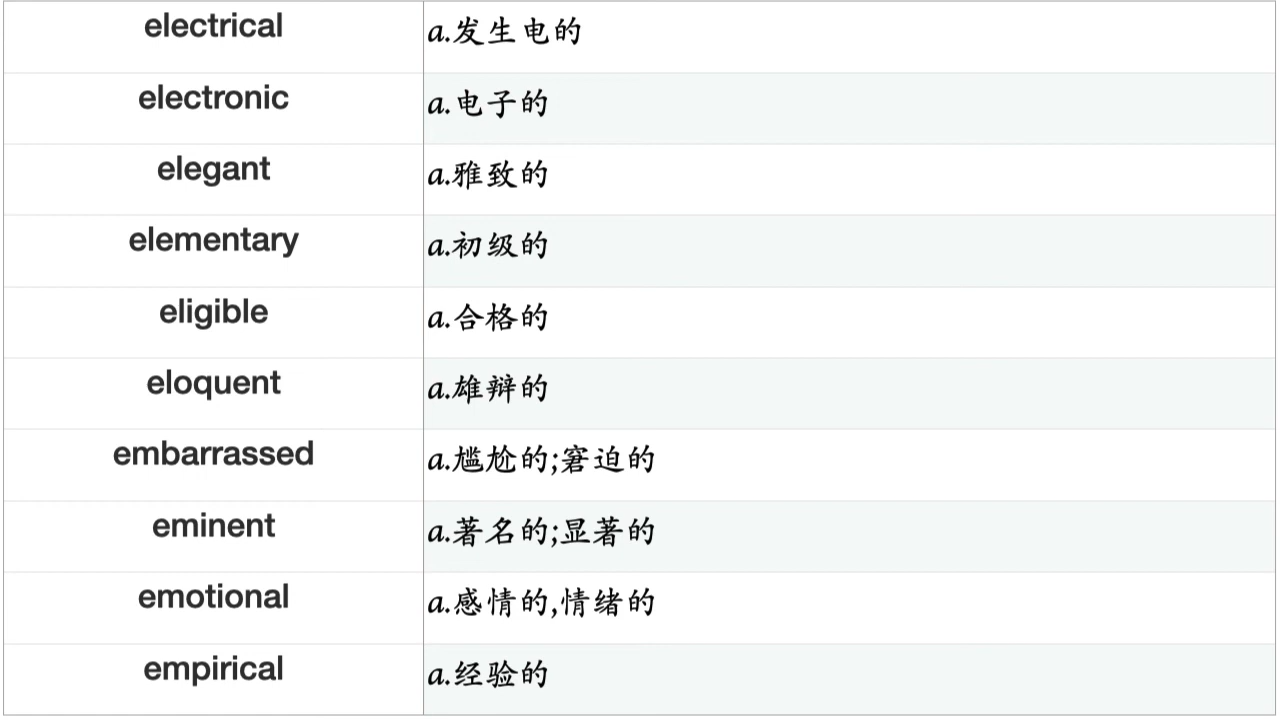 electrical a.发生电的
electronic a.电子的
elegant a.雅致的
elementary a.初级的
eligible a.合格的
eloquent a.雄辩的
embarrassed a.尴尬的;窘迫的
eminent a.著名的;显著的
emotional a.感情的,情绪的
empirical a.经验的